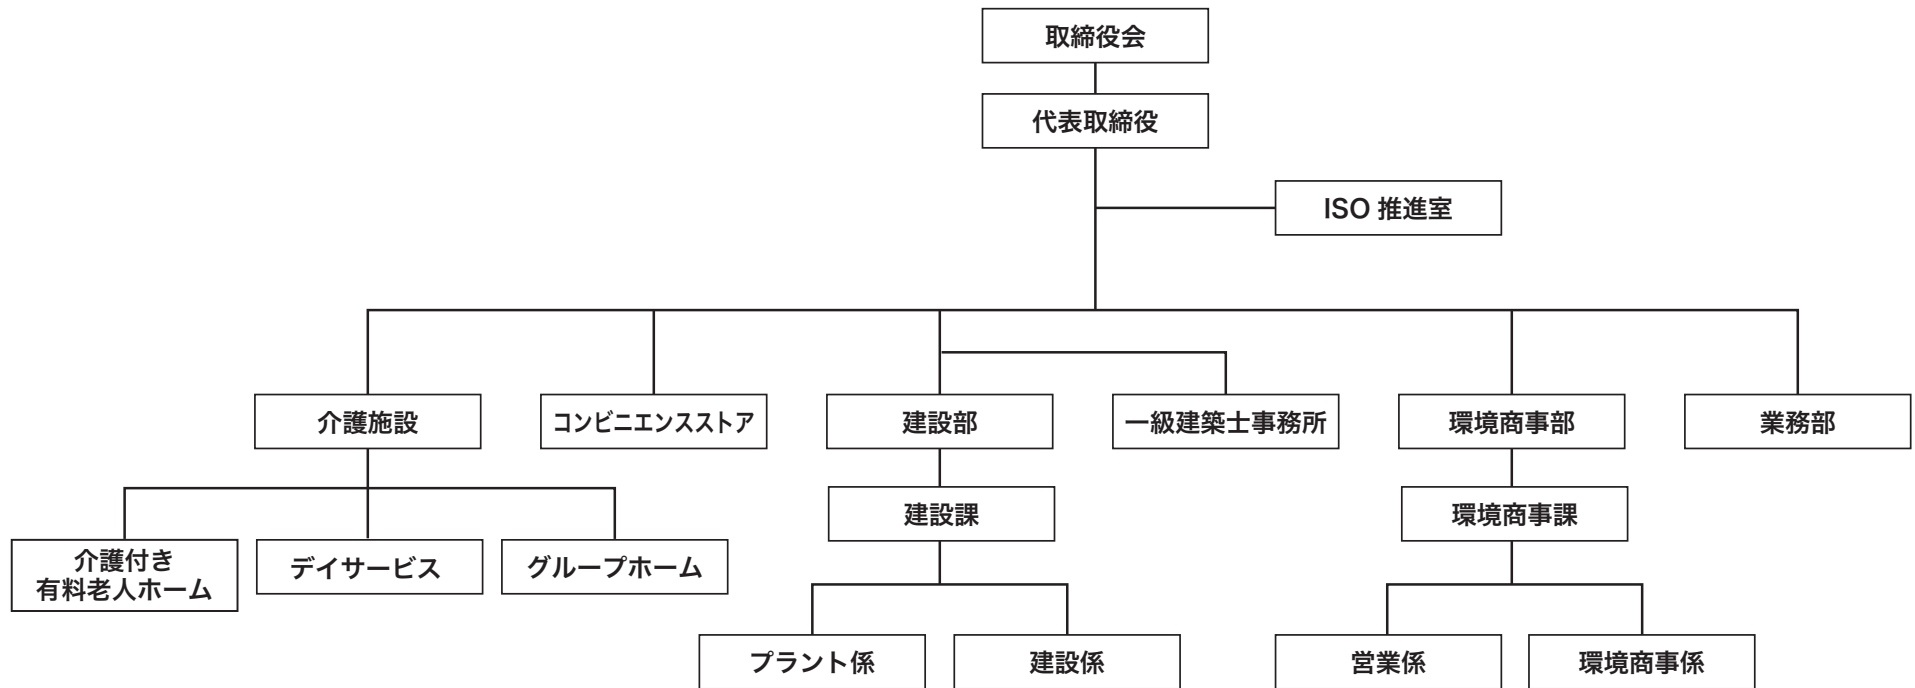 取締役会
代表取締役
ISO 推進室
介護施設
コンビニエンスストア
建設部
一級建築士事務所
環境商事部
業務部
建設課
環境商事課
介護付き
有料老人ホーム
デイサービス
グループホーム
プラント係
建設係
営業係
環境商事係